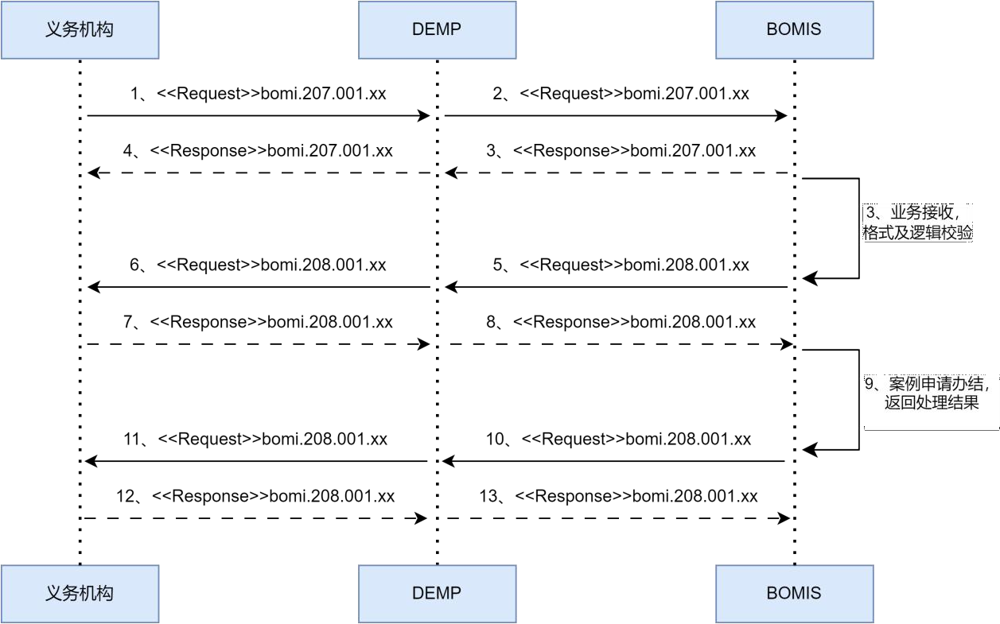 义务机构
DEMP
BOMIS
1、<<Request>>bomi.207.001.xx
2、<<Request>>bomi.207.001.xx
4、<<Response>>bomi.207.001.xx
3、<<Response>>bomi.207.001.xx
3、业务接收，
格式及逻辑校验
6、<<Request>>bomi.208.001.xx
5、<<Request>>bomi.208.001.xx
7、<<Response>>bomi.208.001.xx
8、<<Response>>bomi.208.001.xx
9、案例申请办结，
返回处理结果
11、<<Request>>bomi.208.001.xx
10、<<Request>>bomi.208.001.xx
12、<<Response>>bomi.208.001.xx
13、<<Response>>bomi.208.001.xx
义务机构
DEMP
BOMIS